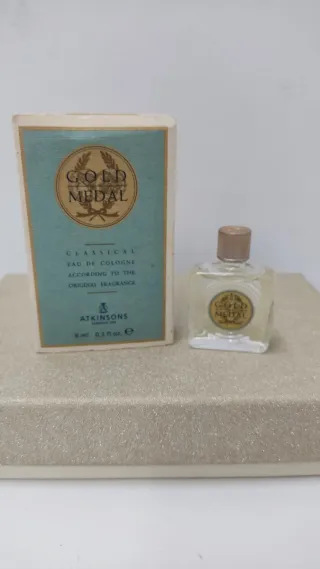 GOLD
MEDAL
CLASSICAL
EAU DE COLOGNE
ACCORDING TO THE
ORIGINAL FRAGRANCE
ATKINSONS
GOLD
MEDAL